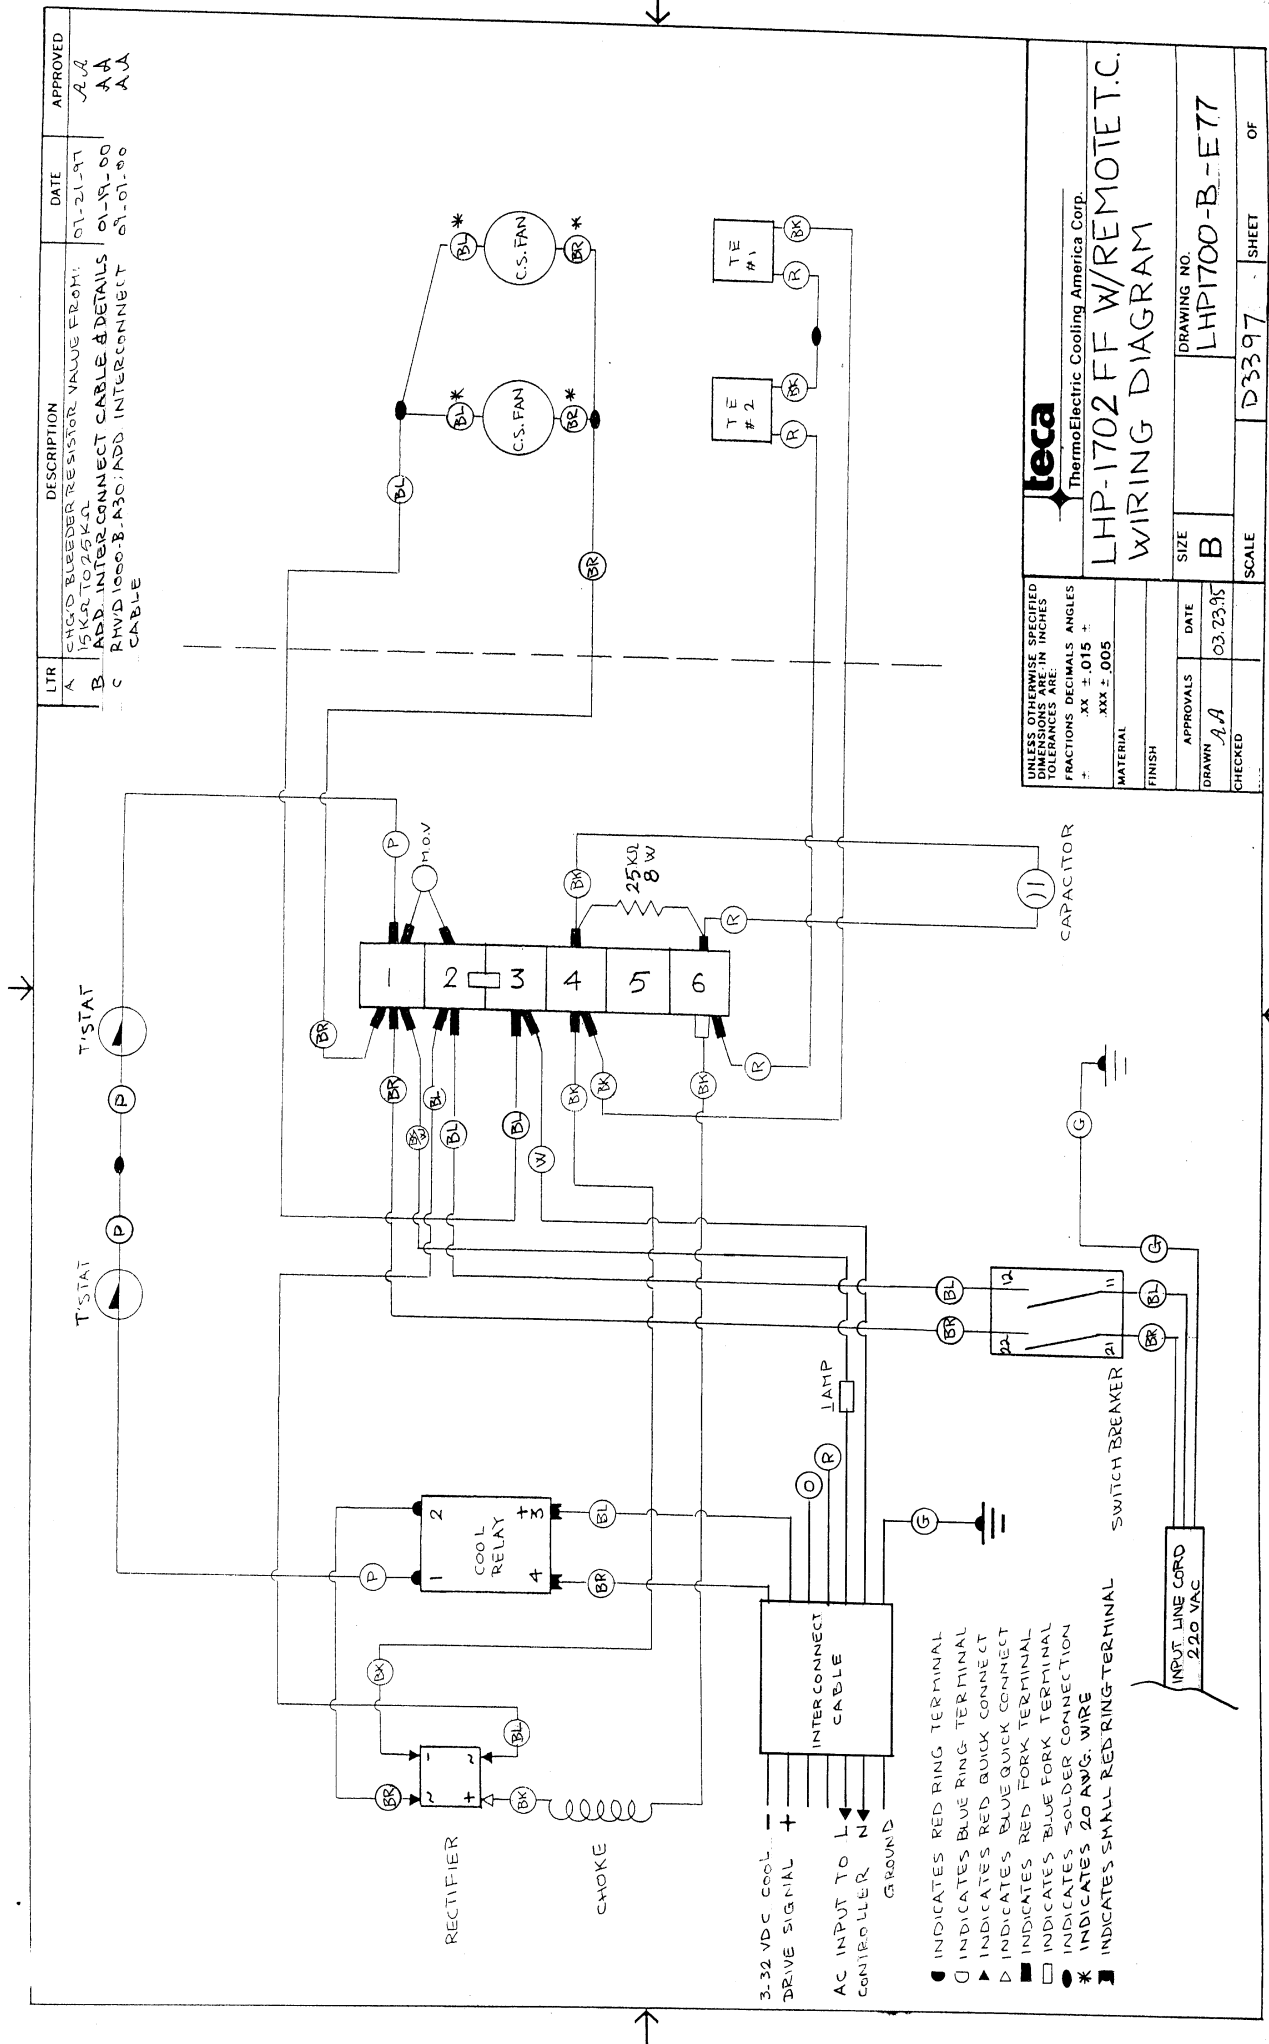 LTR DESCRIPTION DATE APPROVED
A CHG'D BLEEDER RESISTOR VALUE FROM: 07-21-97 AA
15KΩ TO 25KΩ
B ADD INTERCONNECT CABLE & DETAILS 01-19-00 AA
C RMV'D 1000-B-A30; ADD INTERCONNECT 09-07-00 AA
CABLE
T'STAT
T'STAT
P
P
P
P
BR
BL
BL *
BL *
C.S. FAN
C.S. FAN
BR *
BR *
BR
M.O.V
1 2 3 4 5 6
BR
BK/W
BL
BL
BL
W
BK
BK
BK
R
BK
25KΩ
8 W
R
CAPACITOR
TE
#1
R
BK
TE
#2
R
BK
RECTIFIER
~ -
+ ~
BR
BK
BL
BK
CHOKE
COOL
RELAY
1 2
4 +3
BR
BL
INTERCONNECT
CABLE
O
R
1AMP
G
3-32 VDC COOL -
DRIVE SIGNAL +
AC INPUT TO L
CONTROLLER N
GROUND
BR
BL
22 12
21 11
SWITCH BREAKER
BR
BL
G
G
INPUT LINE CORD
220 VAC
INDICATES RED RING TERMINAL
INDICATES BLUE RING TERMINAL
INDICATES RED QUICK CONNECT
INDICATES BLUE QUICK CONNECT
INDICATES RED FORK TERMINAL
INDICATES BLUE FORK TERMINAL
INDICATES SOLDER CONNECTION
* INDICATES 20 AWG. WIRE
INDICATES SMALL RED RING TERMINAL
UNLESS OTHERWISE SPECIFIED
DIMENSIONS ARE IN INCHES
TOLERANCES ARE:
FRACTIONS DECIMALS ANGLES
± .XX ± .015 ±
.XXX ± .005
MATERIAL
FINISH
APPROVALS DATE
DRAWN AA 03.23.95
CHECKED
teca
ThermoElectric Cooling America Corp.
LHP-1702 FF W/REMOTE T.C.
WIRING DIAGRAM
SIZE
B
DRAWING NO.
LHP1700-B-E77
SCALE
D3397
SHEET OF